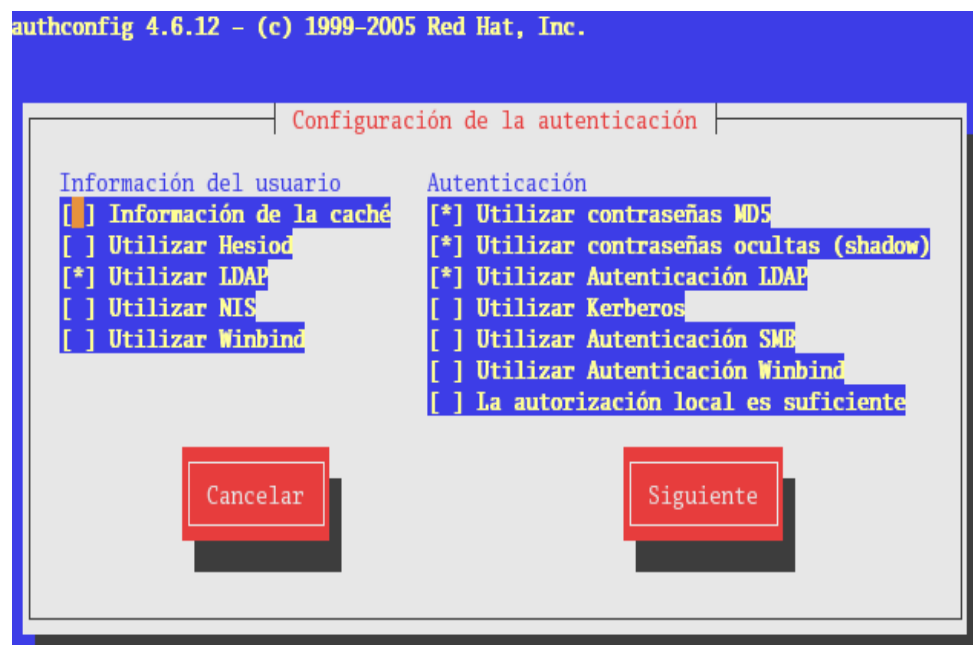 authconfig 4.6.12 - (c) 1999-2005 Red Hat, Inc.
Configuración de la autenticación
Información del usuario
[ ] Información de la caché
[ ] Utilizar Hesiod
[*] Utilizar LDAP
[ ] Utilizar NIS
[ ] Utilizar Winbind
Autenticación
[*] Utilizar contraseñas MD5
[*] Utilizar contraseñas ocultas (shadow)
[*] Utilizar Autenticación LDAP
[ ] Utilizar Kerberos
[ ] Utilizar Autenticación SMB
[ ] Utilizar Autenticación Winbind
[ ] La autorización local es suficiente
Cancelar
Siguiente